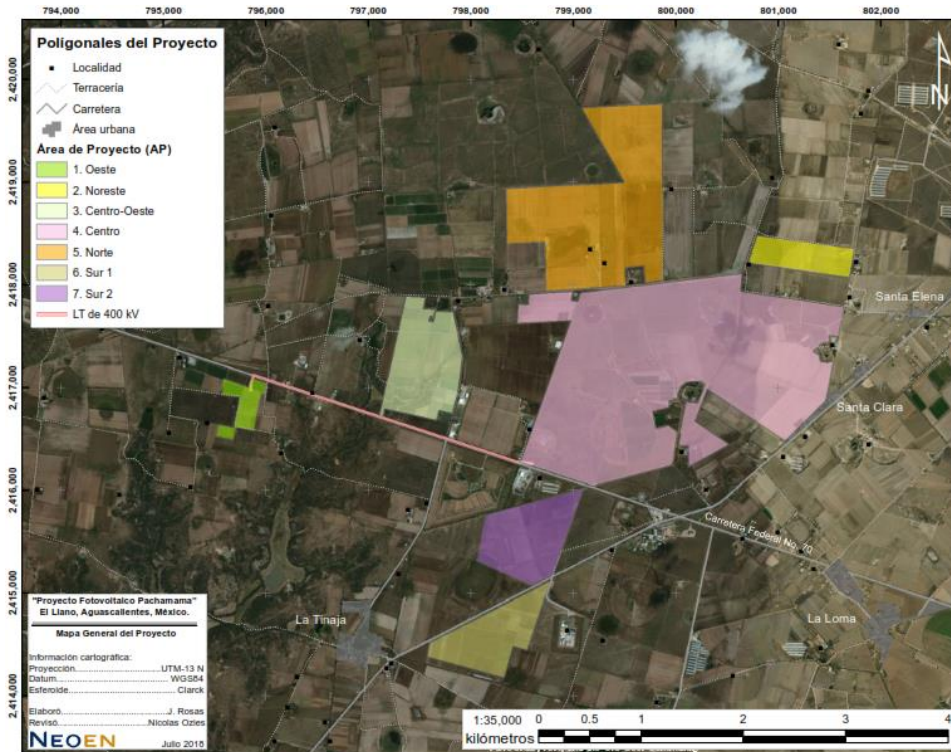 794,000 795,000 796,000 797,000 798,000 799,000 800,000 801,000 802,000
2,420,000
2,419,000
2,418,000
2,417,000
2,416,000
2,415,000
2,414,000
Polígonales del Proyecto
Localidad
Terracería
Carretera
Área urbana
Área de Proyecto (AP)
1. Oeste
2. Noreste
3. Centro-Oeste
4. Centro
5. Norte
6. Sur 1
7. Sur 2
LT de 400 kV
N
Santa Elena
Santa Clara
Carretera Federal No. 70
La Tinaja
La Loma
"Proyecto Fotovoltaico Pachamama"
El Llano, Aguascalientes, México.
Mapa General del Proyecto
Información cartográfica:
Proyección UTM-13 N
Datum WGS84
Esferoide Clarck
Elaboró J. Rosas
Revisó Nicolas Ozies
NEOEN
Julio 2018
1:35,000 0 0.5 1 2 3 4
kilómetros